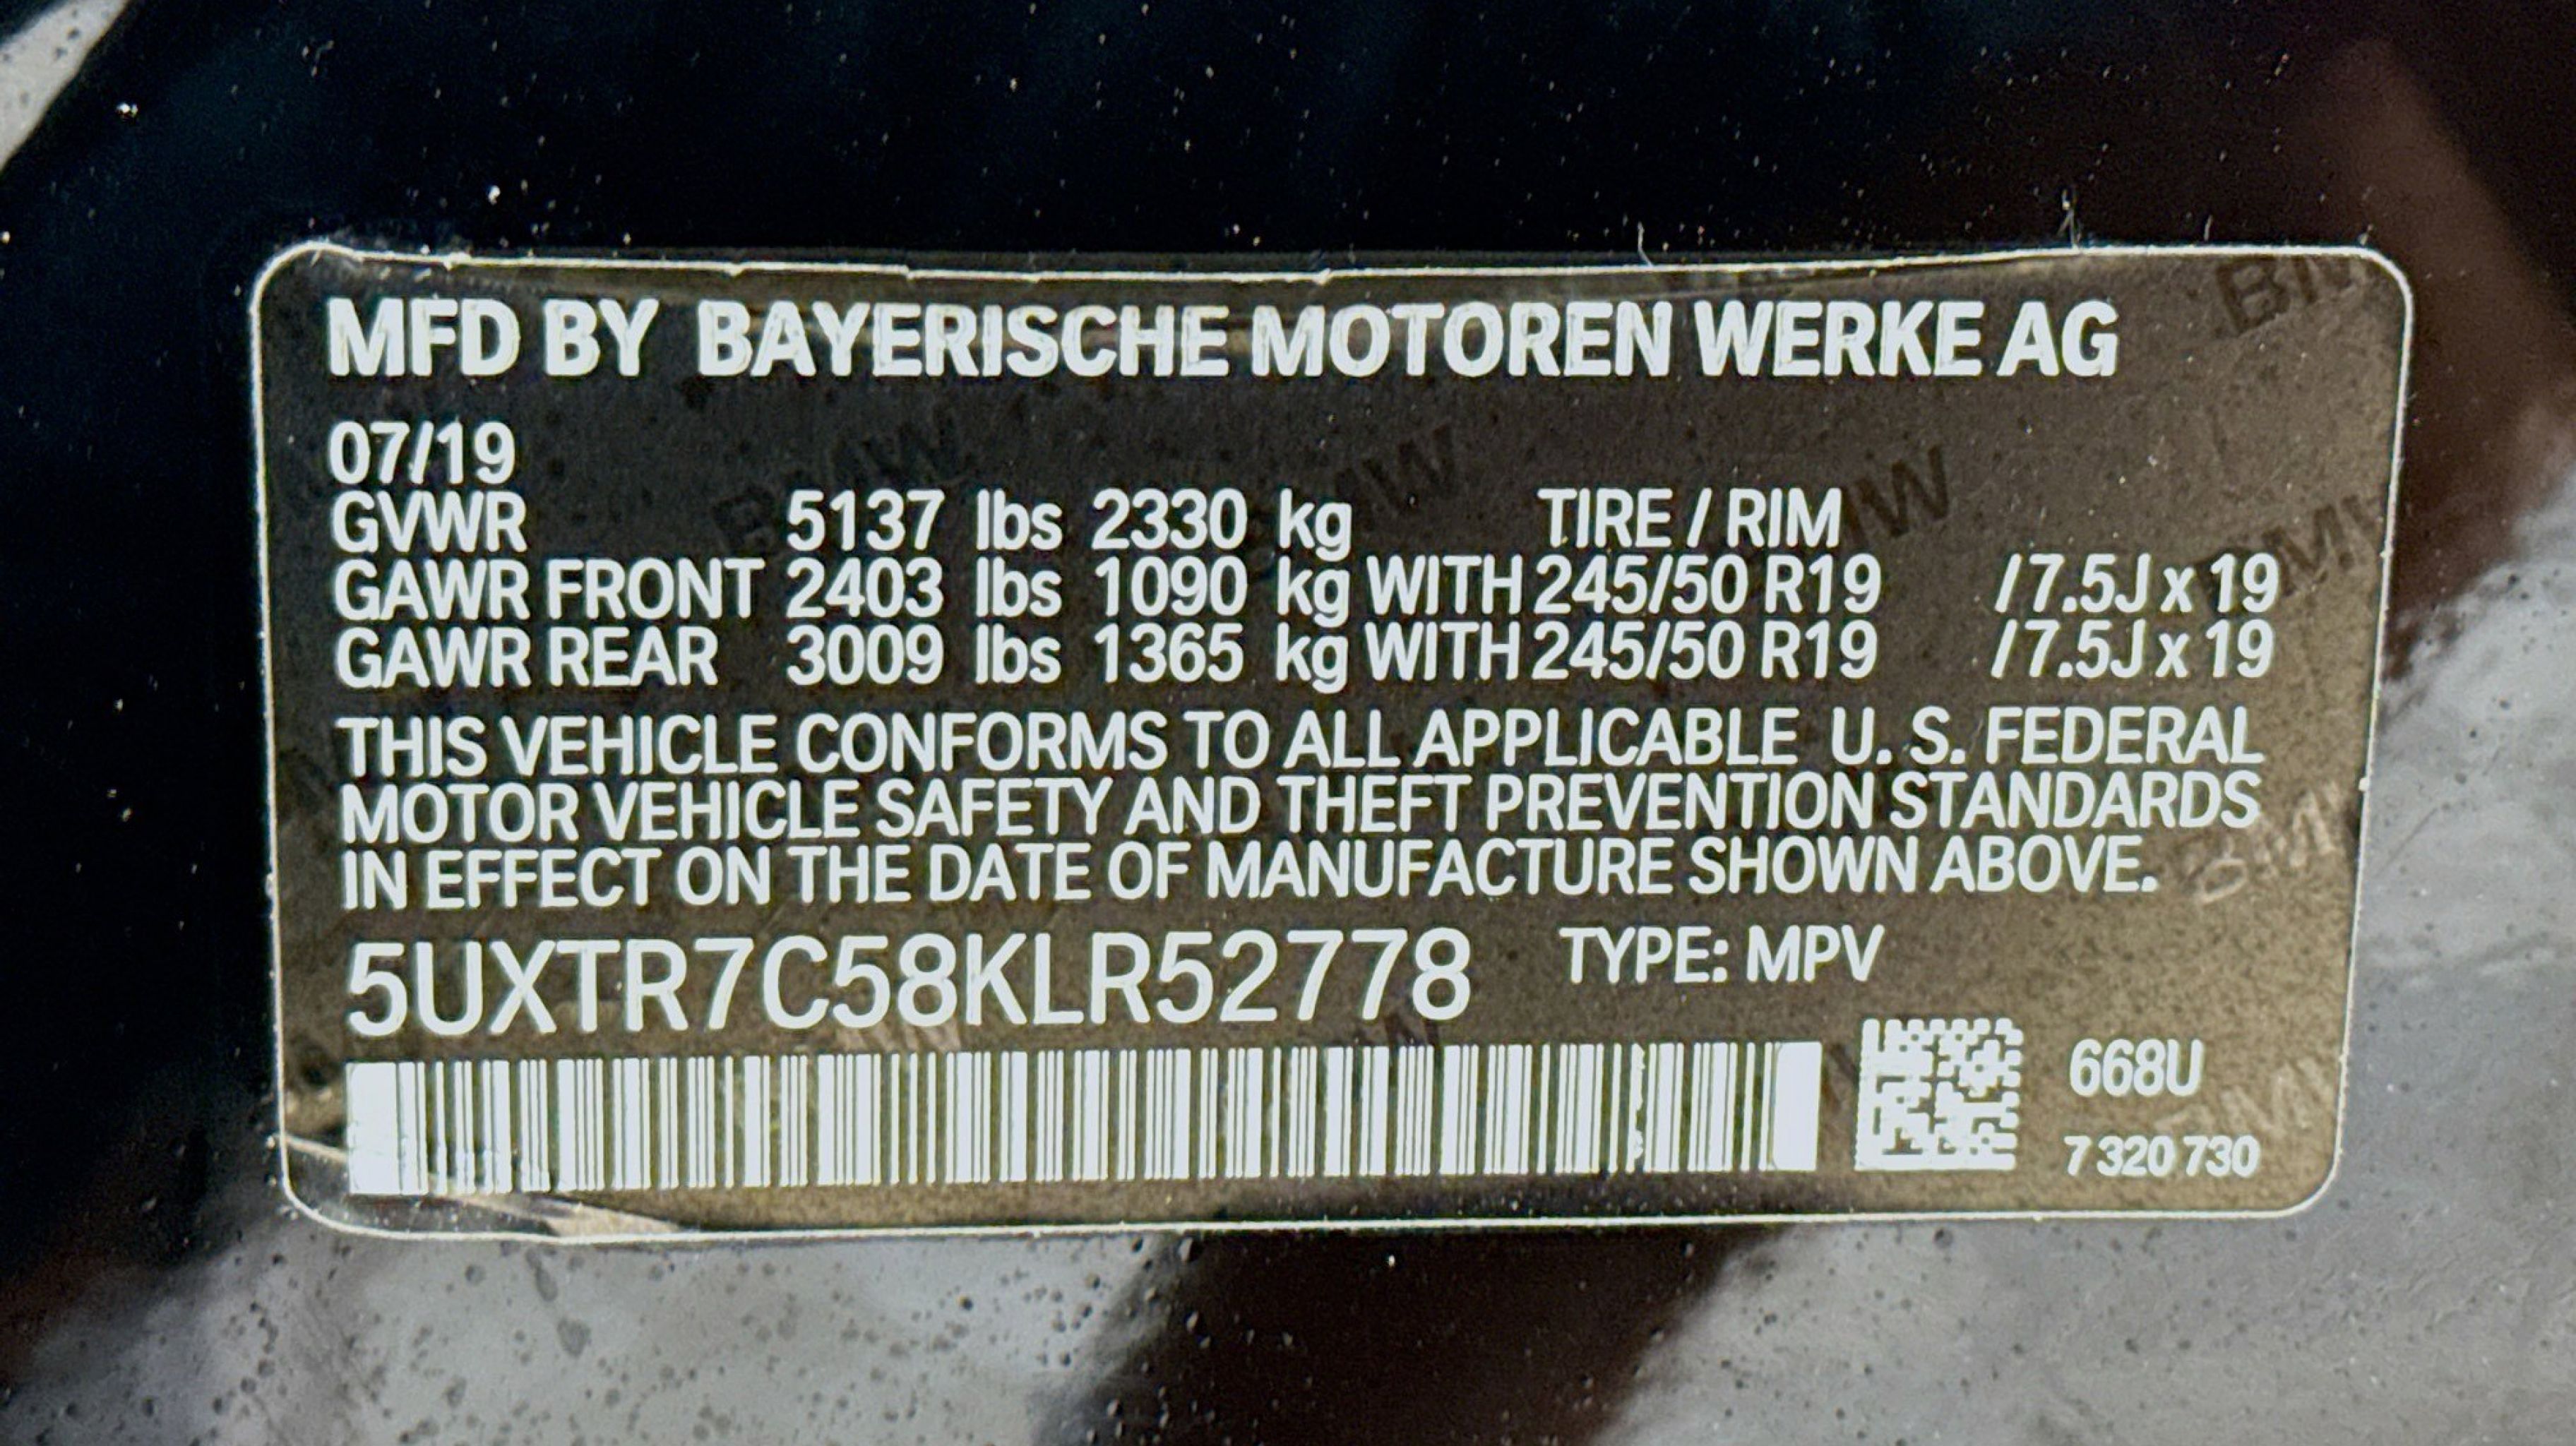 MFD BY BAYERISCHE MOTOREN WERKE AG
07/19
GVWR 5137 lbs 2330 kg TIRE / RIM
GAWR FRONT 2403 lbs 1090 kg WITH 245/50 R19 / 7.5J x 19
GAWR REAR 3009 lbs 1365 kg WITH 245/50 R19 / 7.5J x 19
THIS VEHICLE CONFORMS TO ALL APPLICABLE U. S. FEDERAL
MOTOR VEHICLE SAFETY AND THEFT PREVENTION STANDARDS
IN EFFECT ON THE DATE OF MANUFACTURE SHOWN ABOVE.
5UXTR7C58KLR52778 TYPE: MPV
668U
7 320 730